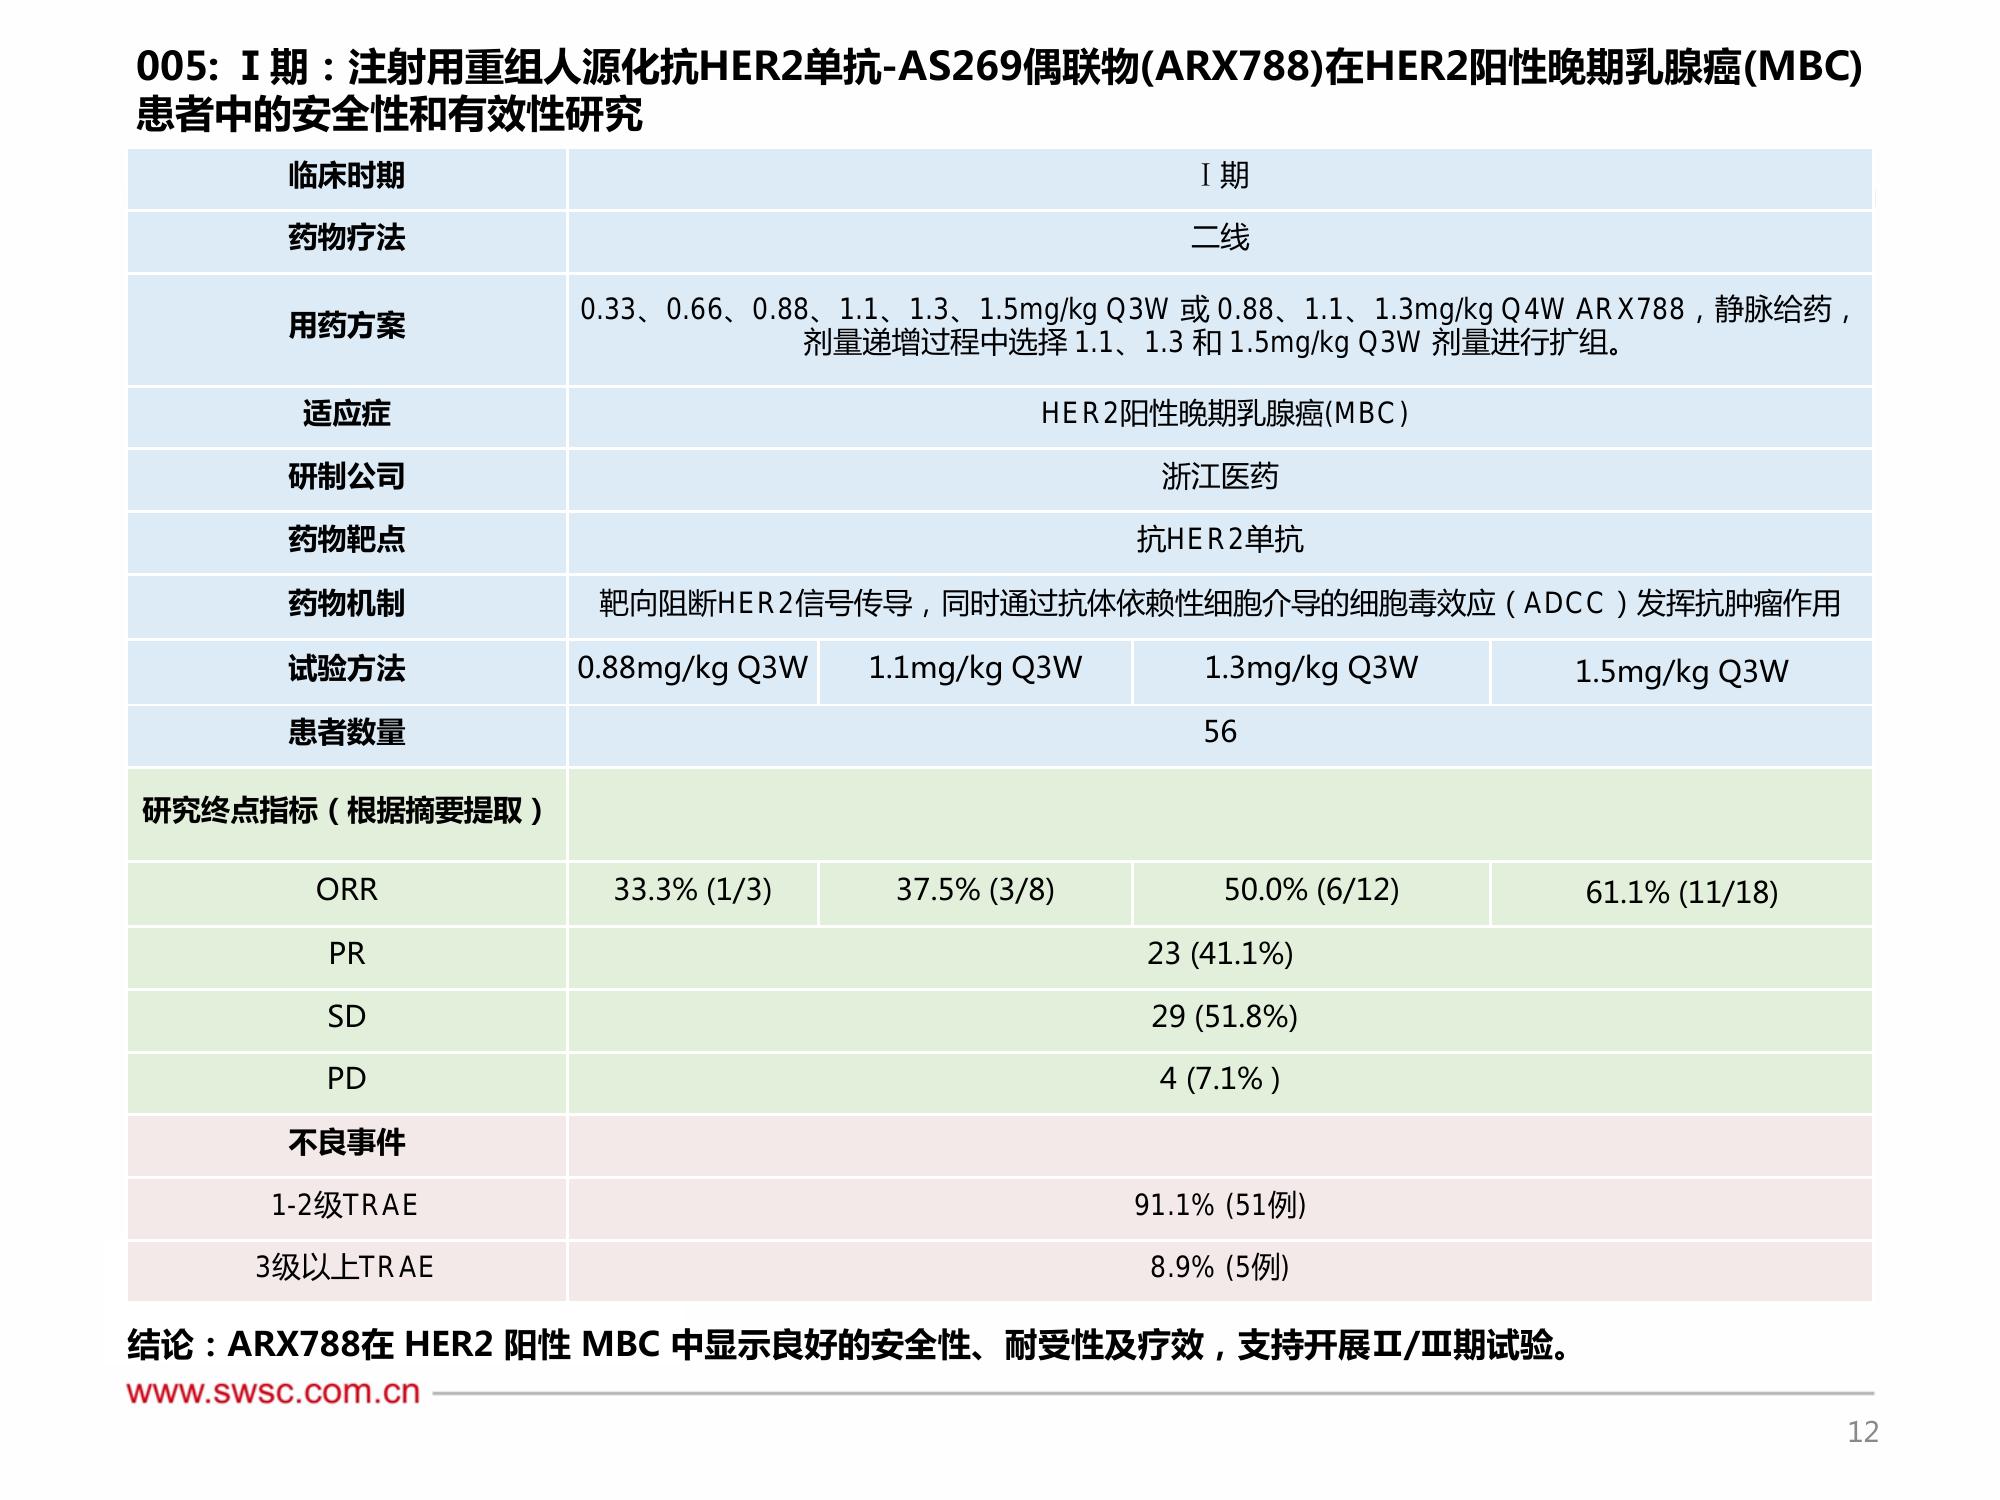 005: Ⅰ期：注射用重组人源化抗HER2单抗-AS269偶联物(ARX788)在HER2阳性晚期乳腺癌(MBC)
患者中的安全性和有效性研究
临床时期 Ⅰ期
药物疗法 二线
用药方案 0.33、0.66、0.88、1.1、1.3、1.5mg/kg Q3W 或 0.88、1.1、1.3mg/kg Q4W ARX788，静脉给药，
剂量递增过程中选择 1.1、1.3 和 1.5mg/kg Q3W 剂量进行扩组。
适应症 HER2阳性晚期乳腺癌(MBC)
研制公司 浙江医药
药物靶点 抗HER2单抗
药物机制 靶向阻断HER2信号传导，同时通过抗体依赖性细胞介导的细胞毒效应（ADCC）发挥抗肿瘤作用
试验方法 0.88mg/kg Q3W 1.1mg/kg Q3W 1.3mg/kg Q3W 1.5mg/kg Q3W
患者数量 56
研究终点指标（根据摘要提取）
ORR 33.3% (1/3) 37.5% (3/8) 50.0% (6/12) 61.1% (11/18)
PR 23 (41.1%)
SD 29 (51.8%)
PD 4 (7.1% )
不良事件
1-2级TRAE 91.1% (51例)
3级以上TRAE 8.9% (5例)
结论：ARX788在 HER2 阳性 MBC 中显示良好的安全性、耐受性及疗效，支持开展Ⅱ/Ⅲ期试验。
www.swsc.com.cn
12